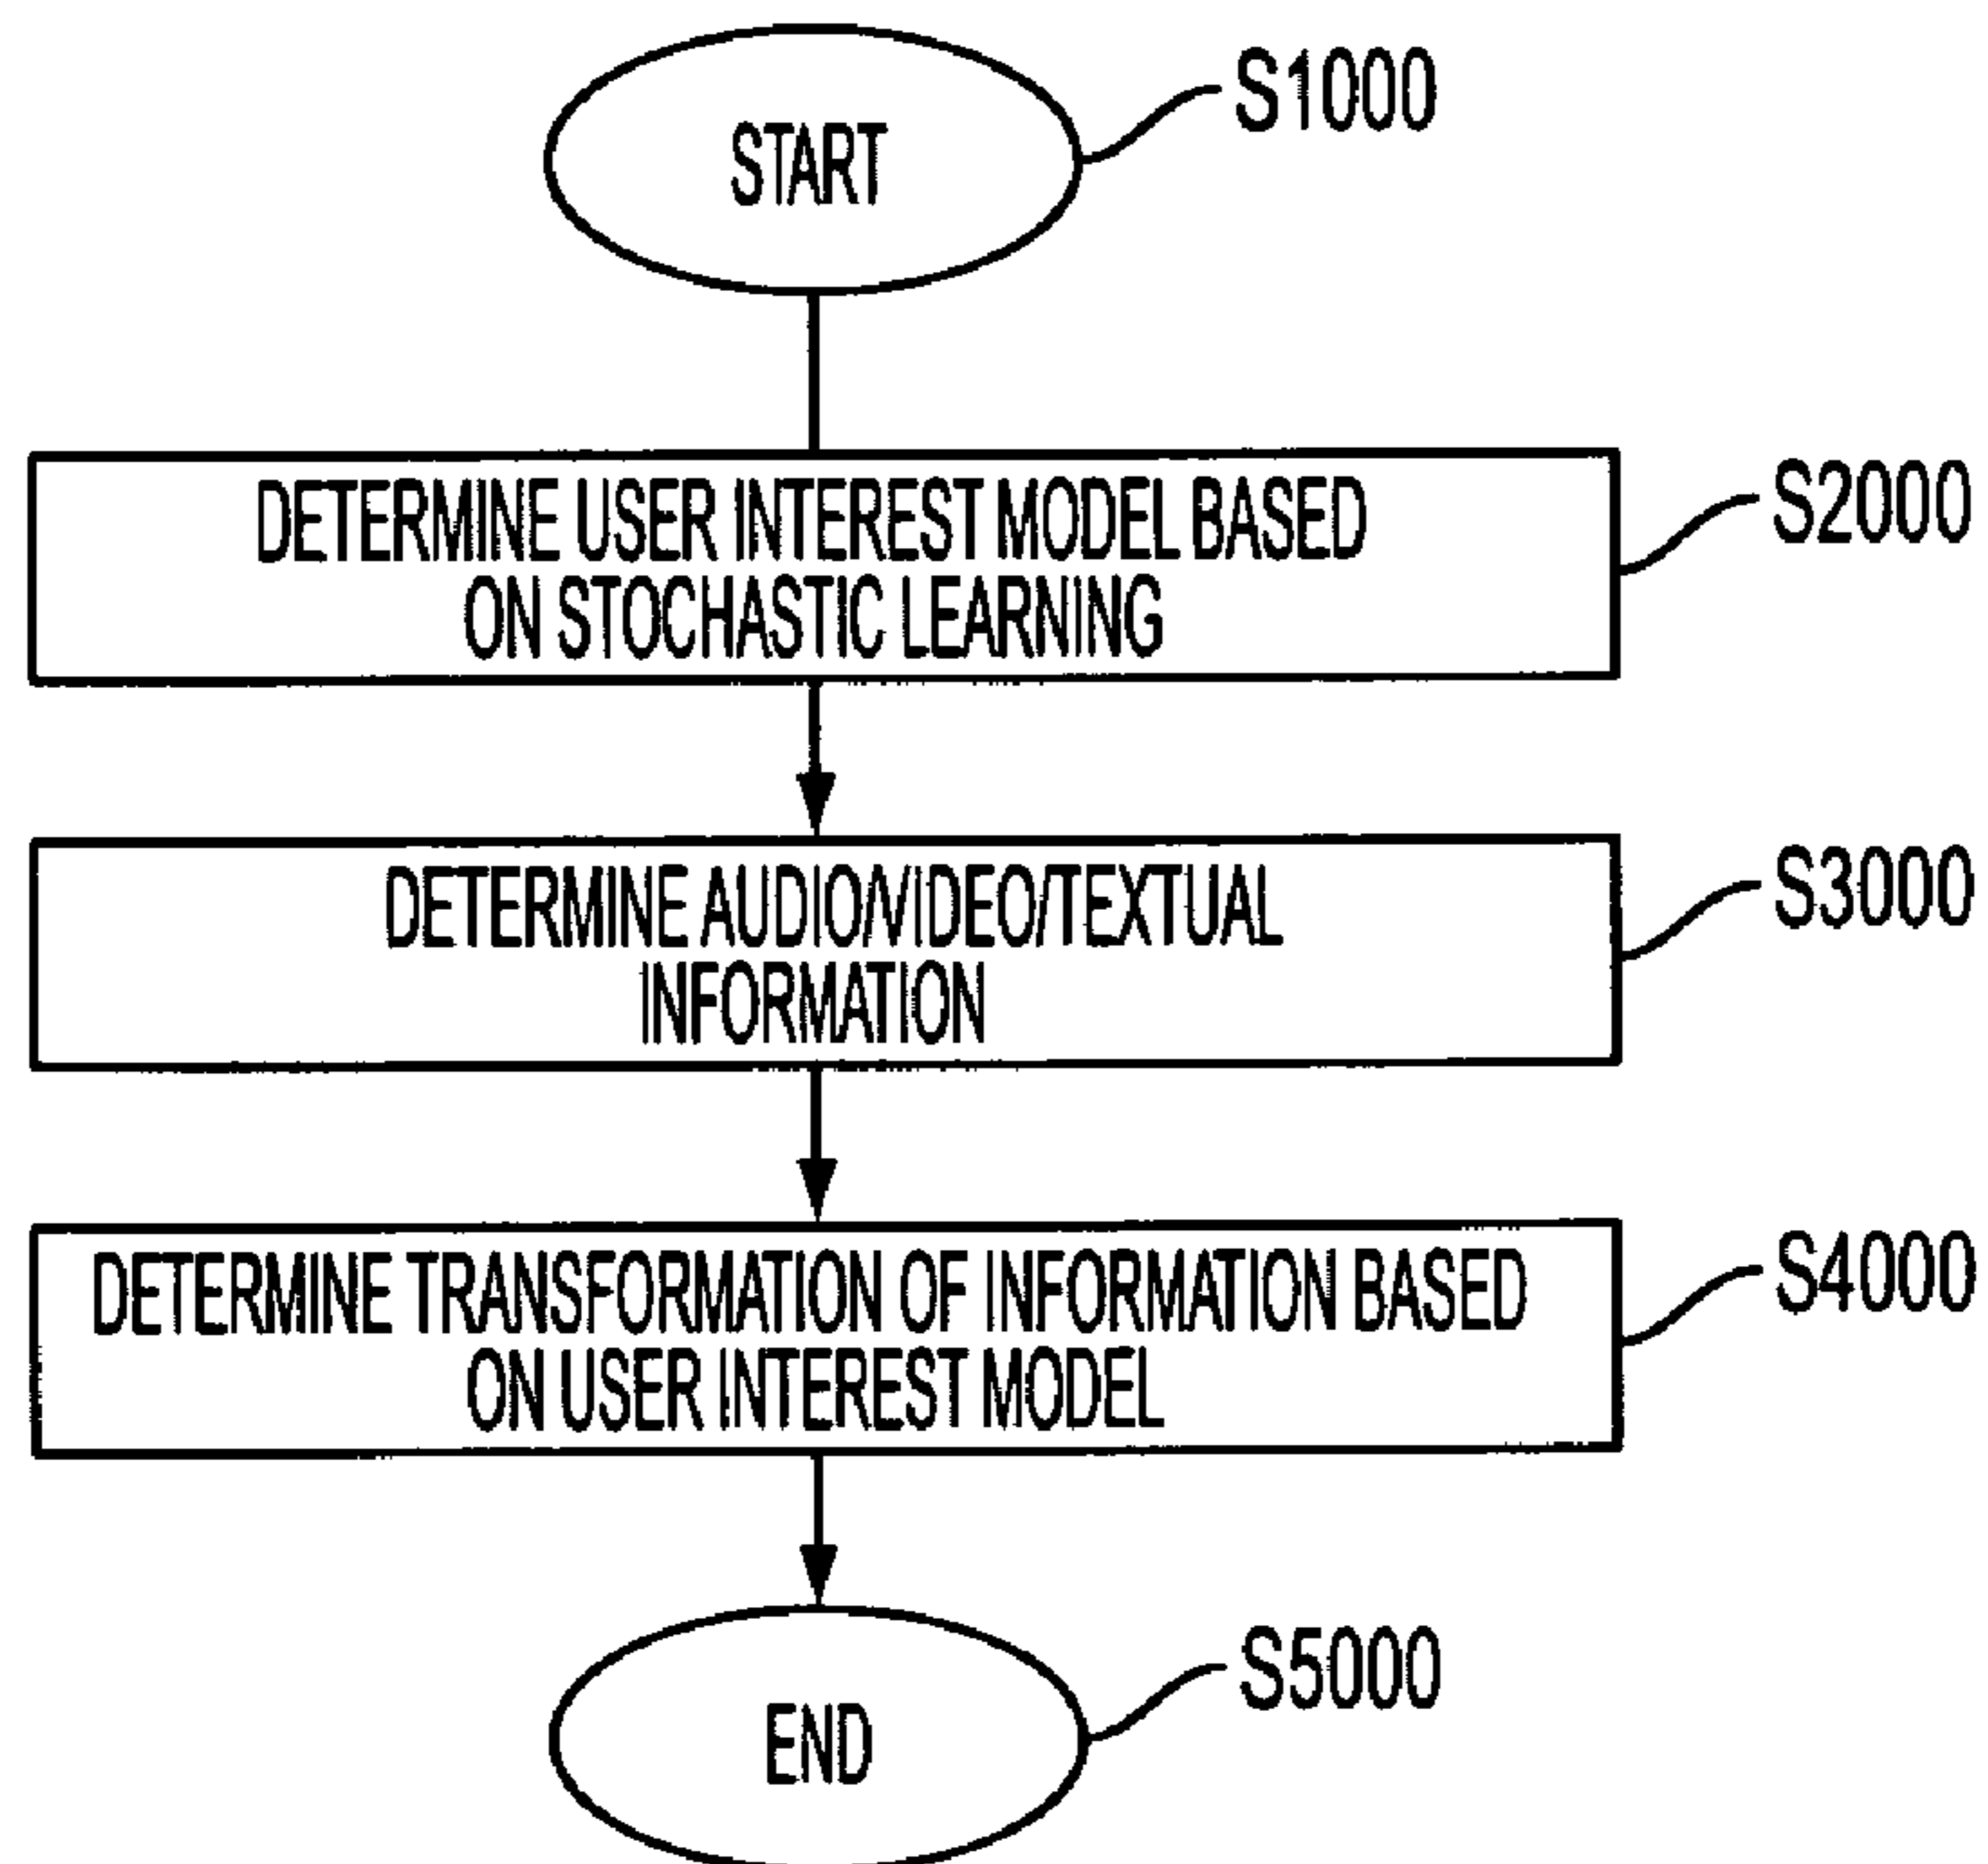 START
S1000
DETERMINE USER INTEREST MODEL BASED
ON STOCHASTIC LEARNING
S2000
DETERMINE AUDIO/VIDEO/TEXTUAL
INFORMATION
S3000
DETERMINE TRANSFORMATION OF INFORMATION BASED
ON USER INTEREST MODEL
S4000
END
S5000